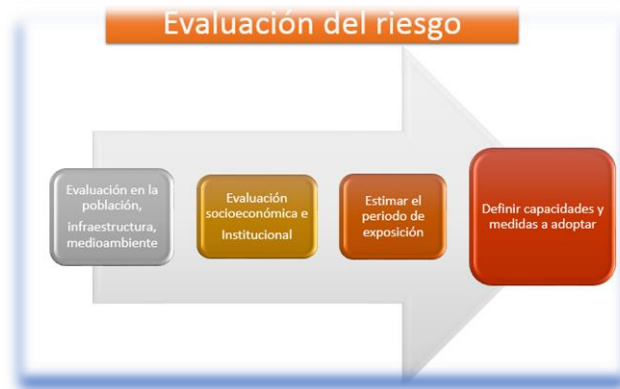 Evaluación del riesgo
Evaluación en la
población,
infraestructura,
medioambiente
Evaluación
socioeconómica e
Institucional
Estimar el
periodo de
exposición
Definir capacidades y
medidas a adoptar